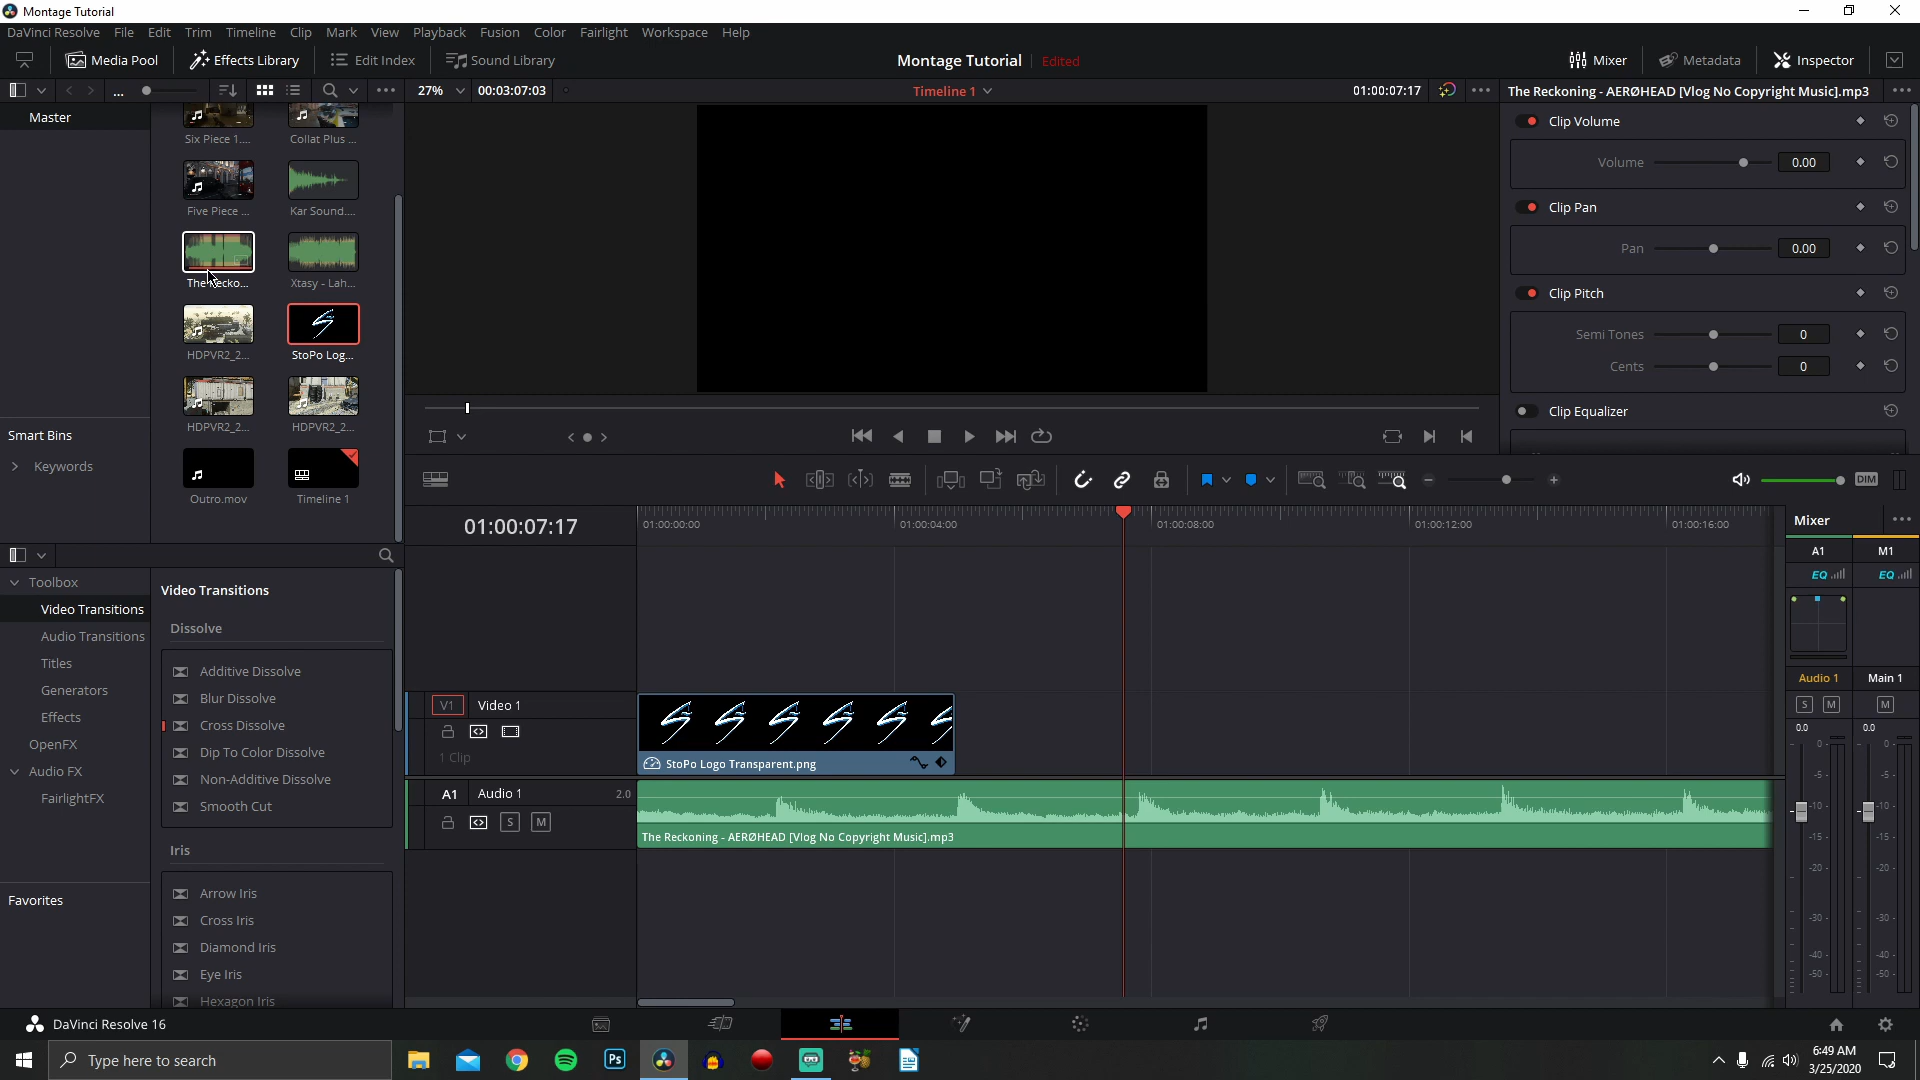 Montage Tutorial
DaVinci Resolve File Edit Trim Timeline Clip Mark View Playback Fusion Color Fairlight Workspace Help
Media Pool Effects Library Edit Index Sound Library Montage Tutorial Edited Mixer Metadata Inspector
... 27% 00:03:07:03 Timeline 1 01:00:07:17 The Reckoning - AERØHEAD [Vlog No Copyright Music].mp3
Master
Six Piece 1.... Collat Plus ...
Five Piece ... Kar Sound....
The Recko... Xtasy - Lah...
HDPVR2_2... StoPo Log...
HDPVR2_2... HDPVR2_2...
Outro.mov Timeline 1
Smart Bins
Keywords
Clip Volume
Volume 0.00
Clip Pan
Pan 0.00
Clip Pitch
Semi Tones 0
Cents 0
Clip Equalizer
DIM
Toolbox
Video Transitions
Audio Transitions
Titles
Generators
Effects
OpenFX
Audio FX
FairlightFX
Favorites
Video Transitions
Dissolve
Additive Dissolve
Blur Dissolve
Cross Dissolve
Dip To Color Dissolve
Non-Additive Dissolve
Smooth Cut
Iris
Arrow Iris
Cross Iris
Diamond Iris
Eye Iris
Hexagon Iris
01:00:07:17
01:00:00:00 01:00:04:00 01:00:08:00 01:00:12:00 01:00:16:00
V1 Video 1
1 Clip
StoPo Logo Transparent.png
A1 Audio 1 2.0
S M
The Reckoning - AERØHEAD [Vlog No Copyright Music].mp3
Mixer
A1 M1
EQ EQ
Audio 1 Main 1
S M M
0.0 0.0
0- 0-
-5- -5-
-10- -10-
-15- -15-
-20- -20-
-30- -30-
-40- -40-
-50- -50-
DaVinci Resolve 16
Type here to search
Ps
6:49 AM
3/25/2020